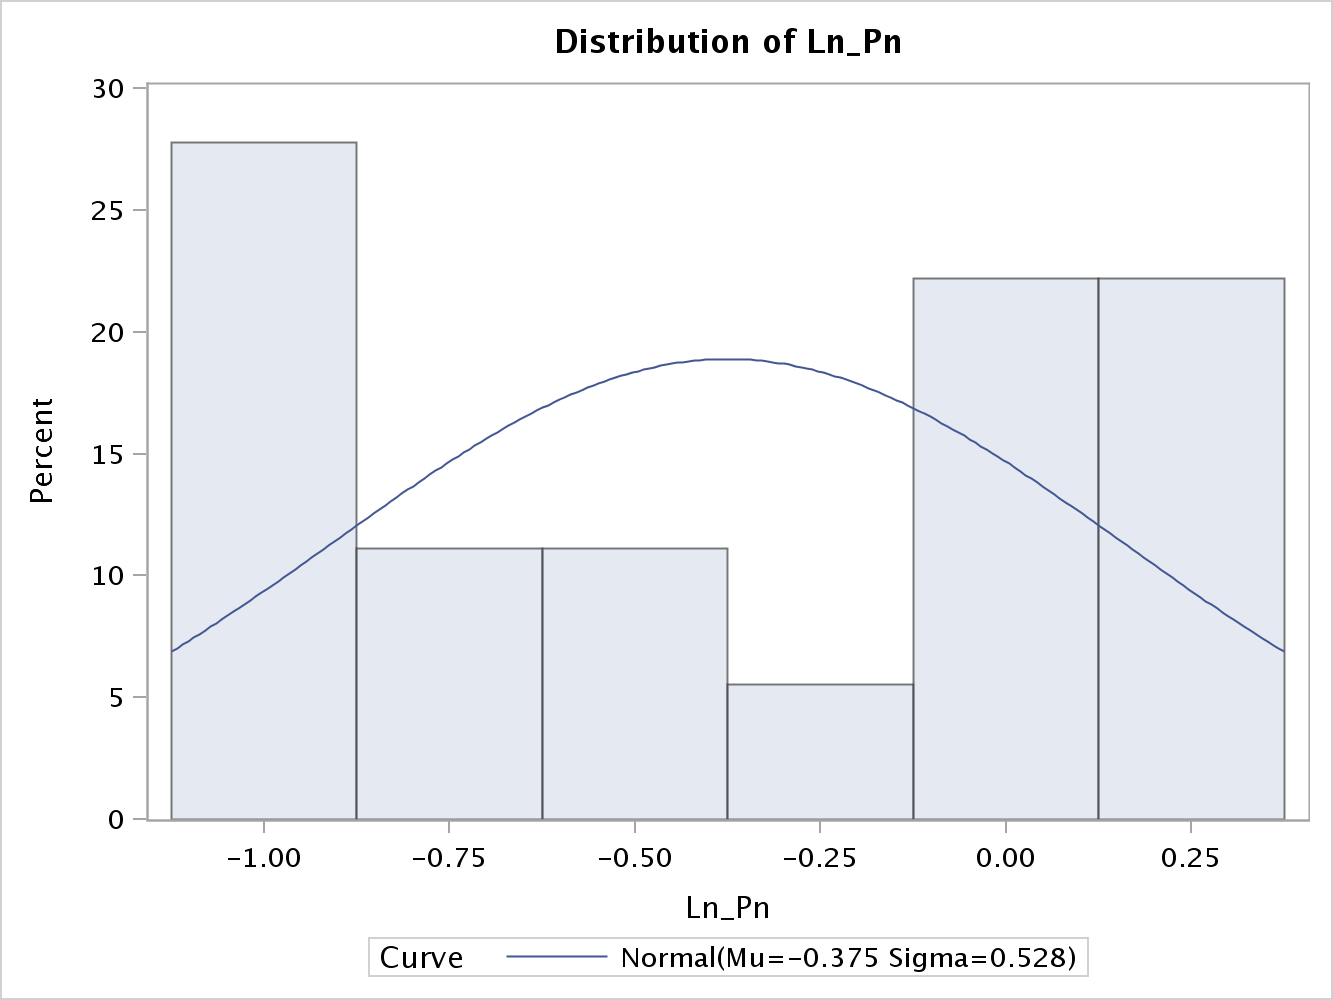 Distribution of Ln_Pn
30
25
20
15
10
5
0
Percent
−1.00 −0.75 −0.50 −0.25 0.00 0.25
Ln_Pn
Curve Normal(Mu=−0.375 Sigma=0.528)